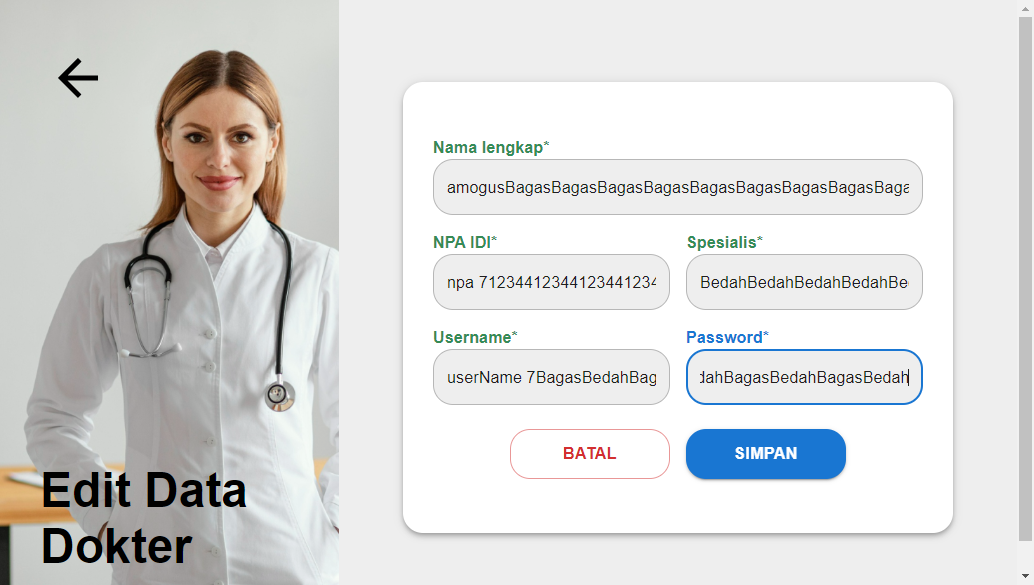 Nama lengkap*
amogusBagasBagasBagasBagasBagasBagasBagasBagasBaga
NPA IDI* Spesialis*
npa 71234412344123441234 BedahBedahBedahBedahBe
Username* Password*
userName 7BagasBedahBag dahBagasBedahBagasBedah
BATAL SIMPAN
Edit Data
Dokter